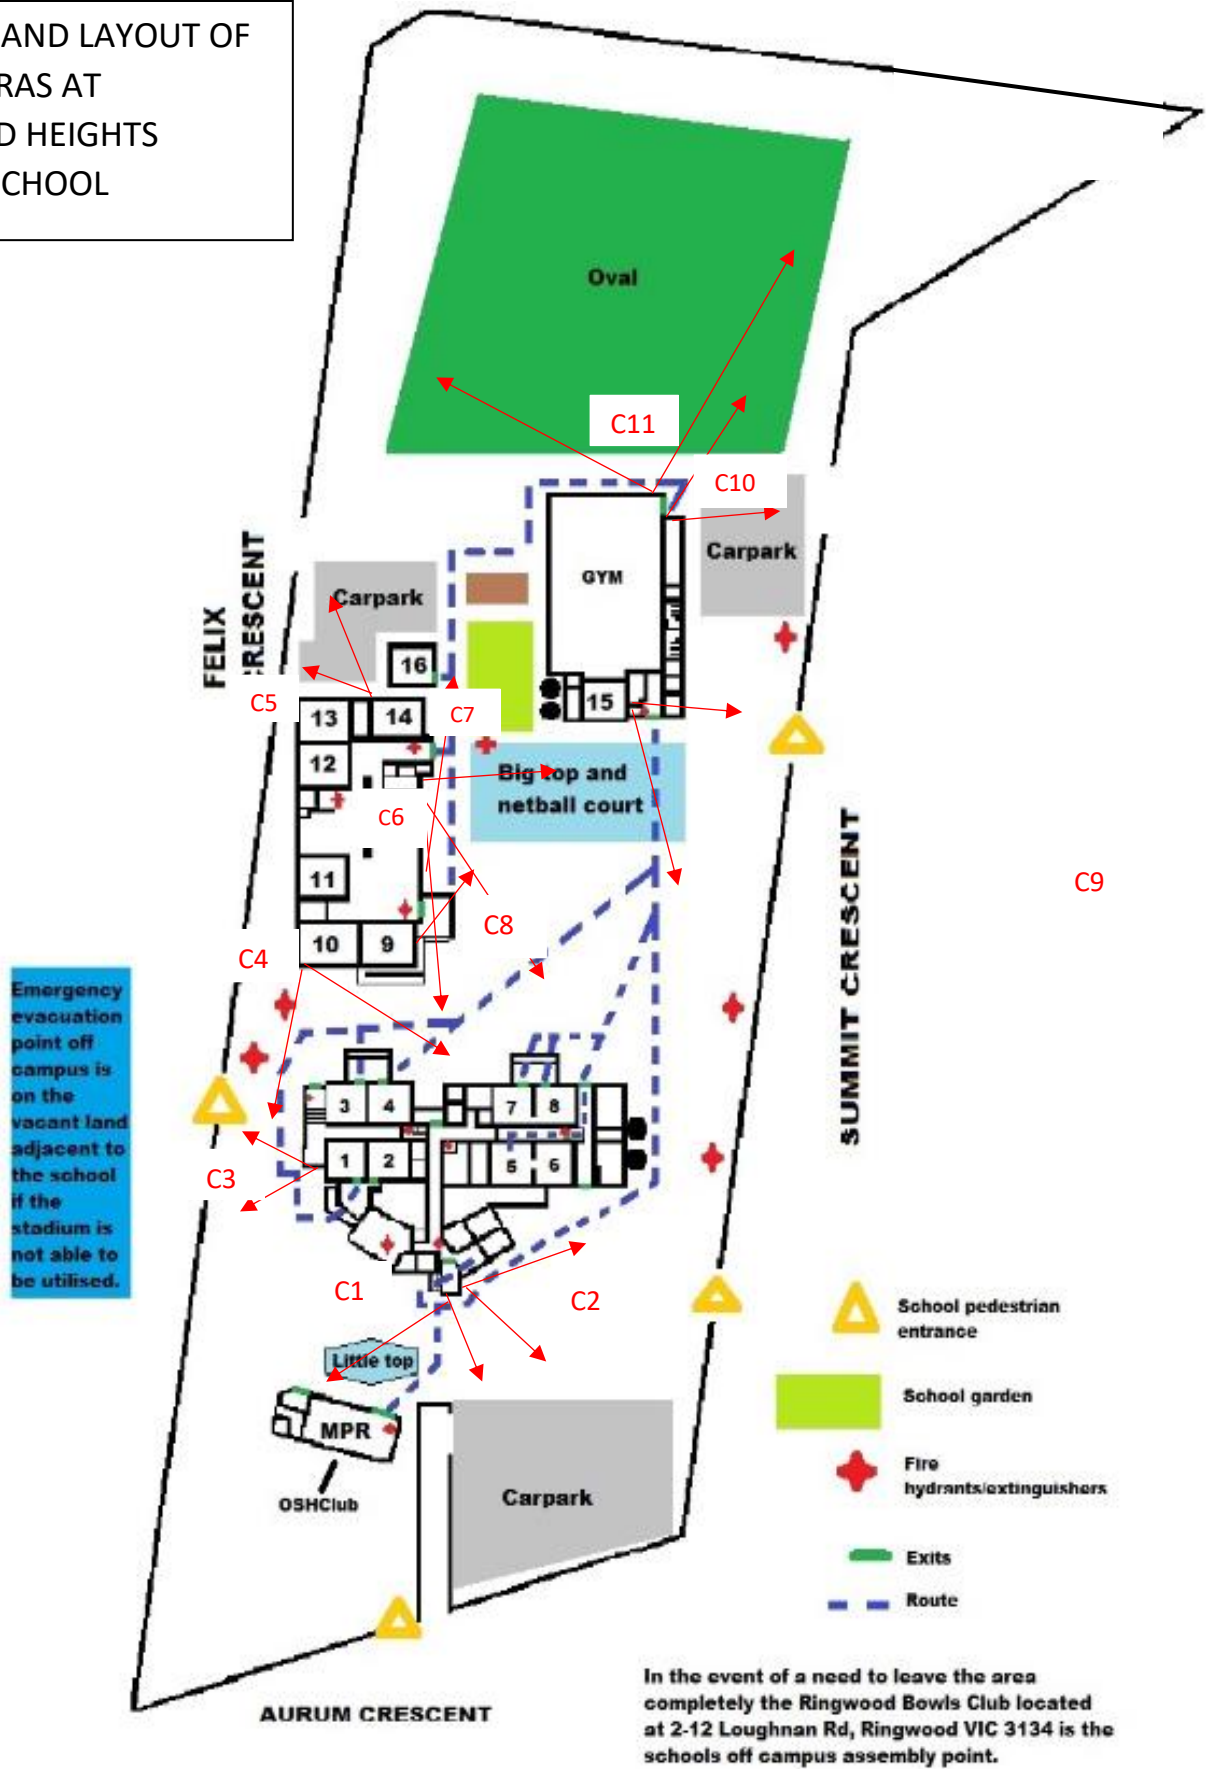 AND LAYOUT OF
RAS AT
D HEIGHTS
CHOOL
Oval
C11
C10
Carpark
GYM
FELIX
CRESCENT
Carpark
16
C5
13
14
C7
15
12
Big top and
netball court
C6
11
C9
C8
10
9
C4
SUMMIT CRESCENT
Emergency
evacuation
point off
campus is
on the
vacant land
adjacent to
the school
if the
stadium is
not able to
be utilised.
3
4
7
8
1
2
5
6
C3
C1
C2
Little top
MPR
OSHClub
Carpark
School pedestrian
entrance
School garden
Fire
hydrants/extinguishers
Exits
Route
AURUM CRESCENT
In the event of a need to leave the area
completely the Ringwood Bowls Club located
at 2-12 Loughnan Rd, Ringwood VIC 3134 is the
schools off campus assembly point.